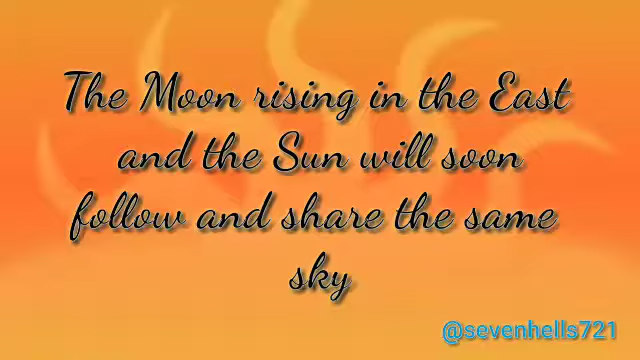 The Moon rising in the East
and the Sun will soon
follow and share the same
sky
@sevenhells721